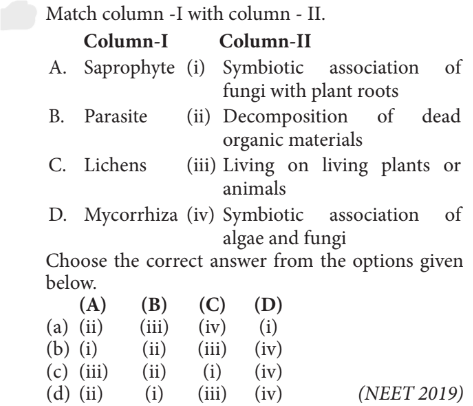 Match column -I with column - II.
Column-I Column-II
A. Saprophyte (i) Symbiotic association of
fungi with plant roots
B. Parasite (ii) Decomposition of dead
organic materials
C. Lichens (iii) Living on living plants or
animals
D. Mycorrhiza (iv) Symbiotic association of
algae and fungi
Choose the correct answer from the options given
below.
(A) (B) (C) (D)
(a) (ii) (iii) (iv) (i)
(b) (i) (ii) (iii) (iv)
(c) (iii) (ii) (i) (iv)
(d) (ii) (i) (iii) (iv) (NEET 2019)